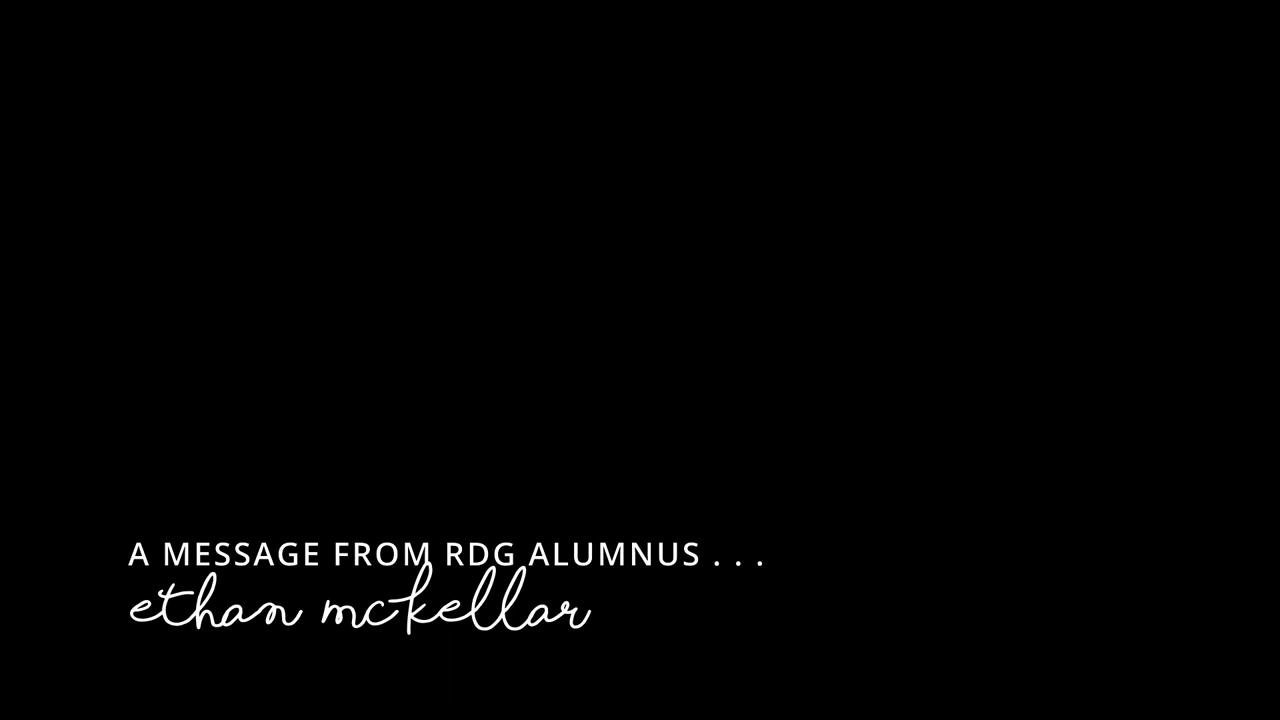 A MESSAGE FROM RDG ALUMNUS . . .
ethan mckellar